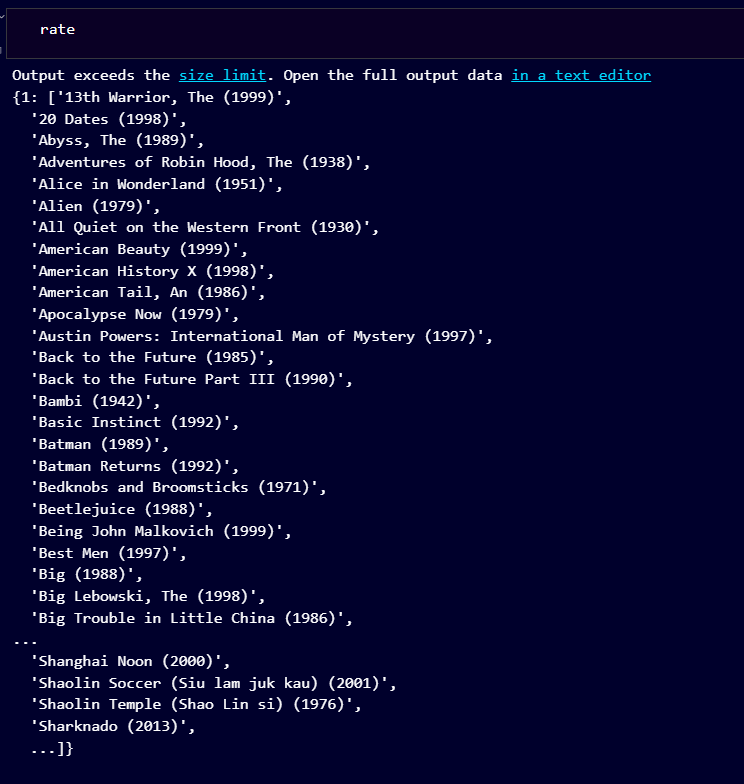 rate
Output exceeds the size limit. Open the full output data in a text editor
{1: ['13th Warrior, The (1999)',
'20 Dates (1998)',
'Abyss, The (1989)',
'Adventures of Robin Hood, The (1938)',
'Alice in Wonderland (1951)',
'Alien (1979)',
'All Quiet on the Western Front (1930)',
'American Beauty (1999)',
'American History X (1998)',
'American Tail, An (1986)',
'Apocalypse Now (1979)',
'Austin Powers: International Man of Mystery (1997)',
'Back to the Future (1985)',
'Back to the Future Part III (1990)',
'Bambi (1942)',
'Basic Instinct (1992)',
'Batman (1989)',
'Batman Returns (1992)',
'Bedknobs and Broomsticks (1971)',
'Beetlejuice (1988)',
'Being John Malkovich (1999)',
'Best Men (1997)',
'Big (1988)',
'Big Lebowski, The (1998)',
'Big Trouble in Little China (1986)',
...
'Shanghai Noon (2000)',
'Shaolin Soccer (Siu lam juk kau) (2001)',
'Shaolin Temple (Shao Lin si) (1976)',
'Sharknado (2013)',
...]}